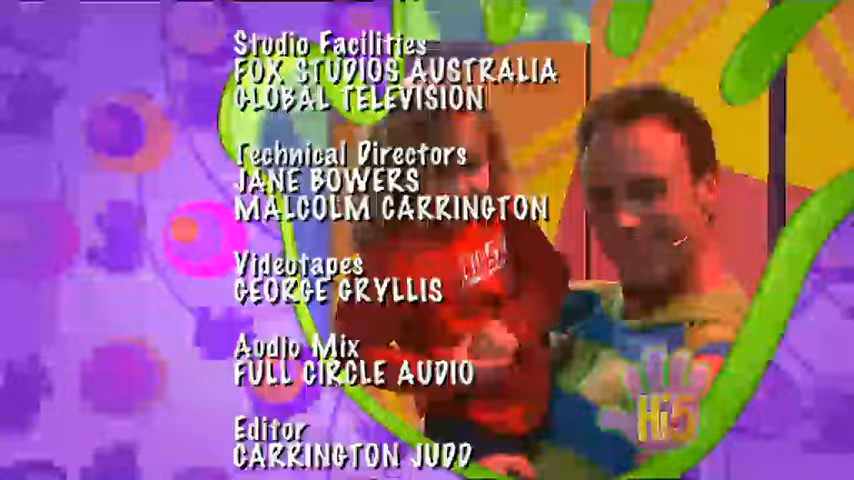 Studio Facilities
FOX STUDIOS AUSTRALIA
GLOBAL TELEVISION
Technical Directors
JANE BOWERS
MALCOLM CARRINGTON
Videotapes
GEORGE GRYLLIS
Audio Mix
FULL CIRCLE AUDIO
Editor
CARRINGTON JUDD
Hi5